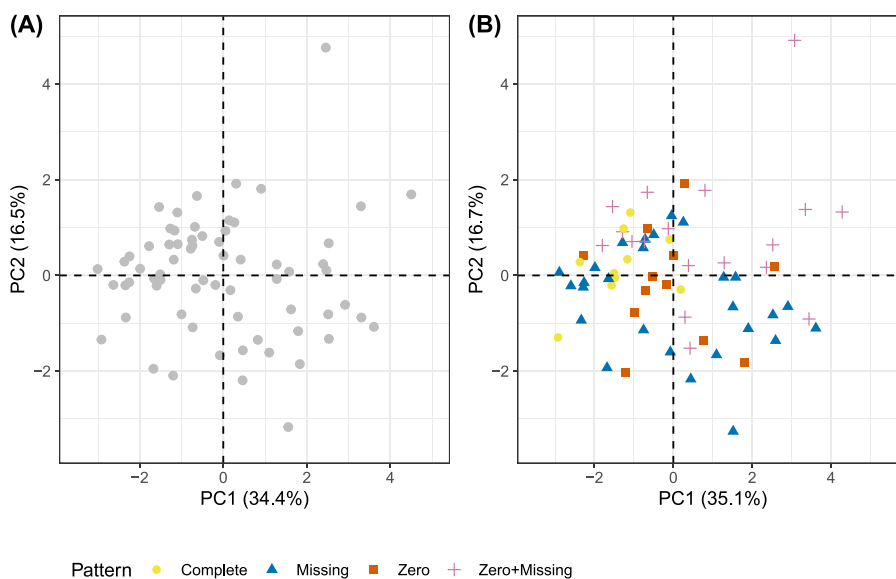 (A)
(B)
4
2
0
−2
PC2 (16.5%)
−2
0
2
4
PC1 (34.4%)
4
2
0
−2
PC2 (16.7%)
−2
0
2
4
PC1 (35.1%)
Pattern Complete Missing Zero Zero+Missing